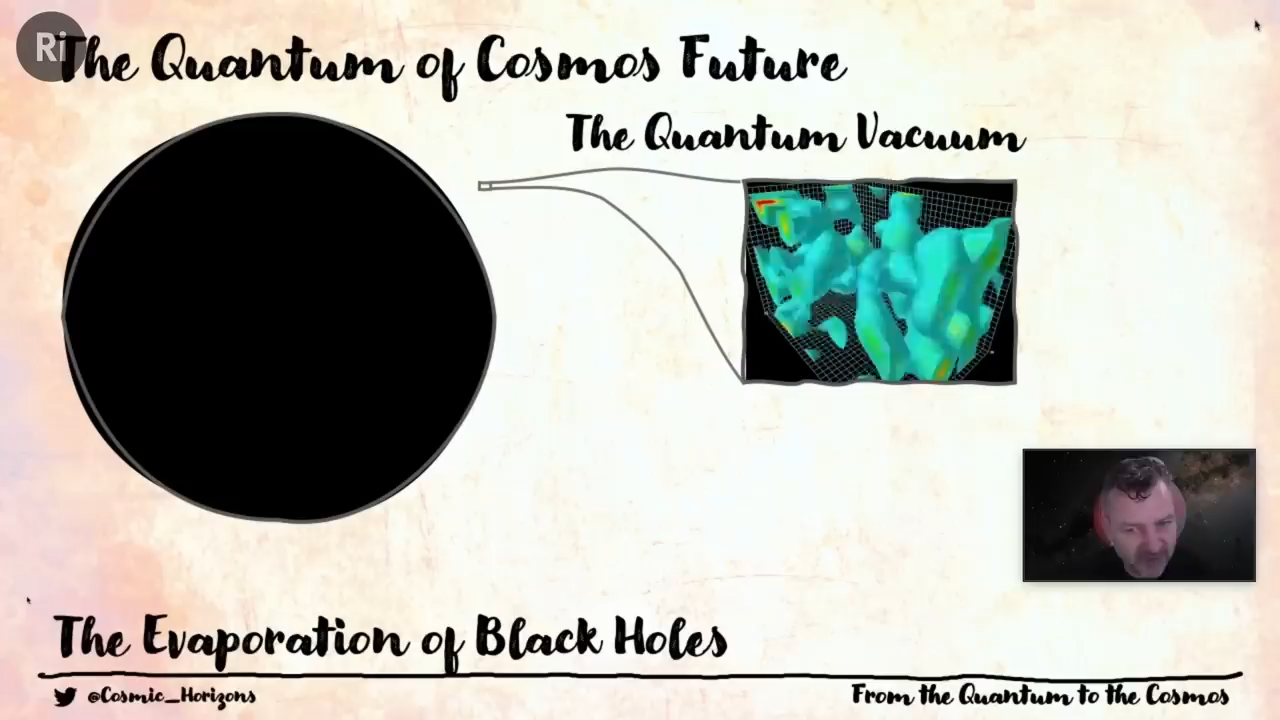 Ri
The Quantum of Cosmos Future
The Quantum Vacuum
The Evaporation of Black Holes
@Cosmic_Horizons
From the Quantum to the Cosmos